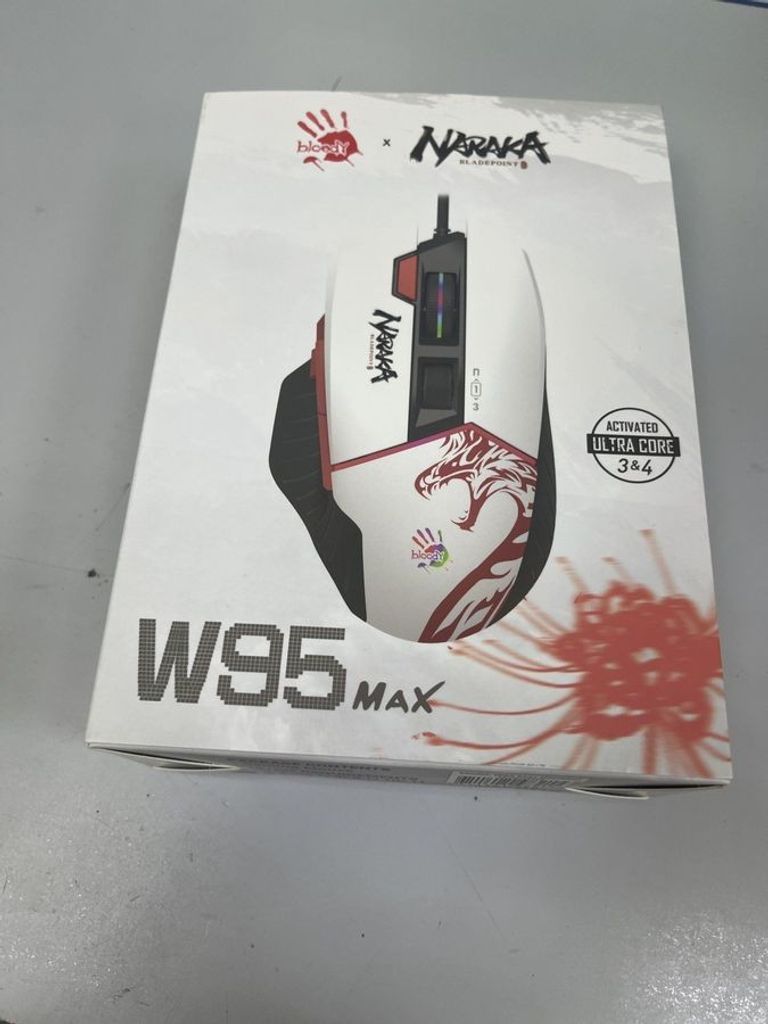 bloody x NARAKA
BLADEPOINT
NARAKA
BLADEPOINT
N
1
3
ACTIVATED
ULTRA CORE
3&4
bloody
W95 MAX